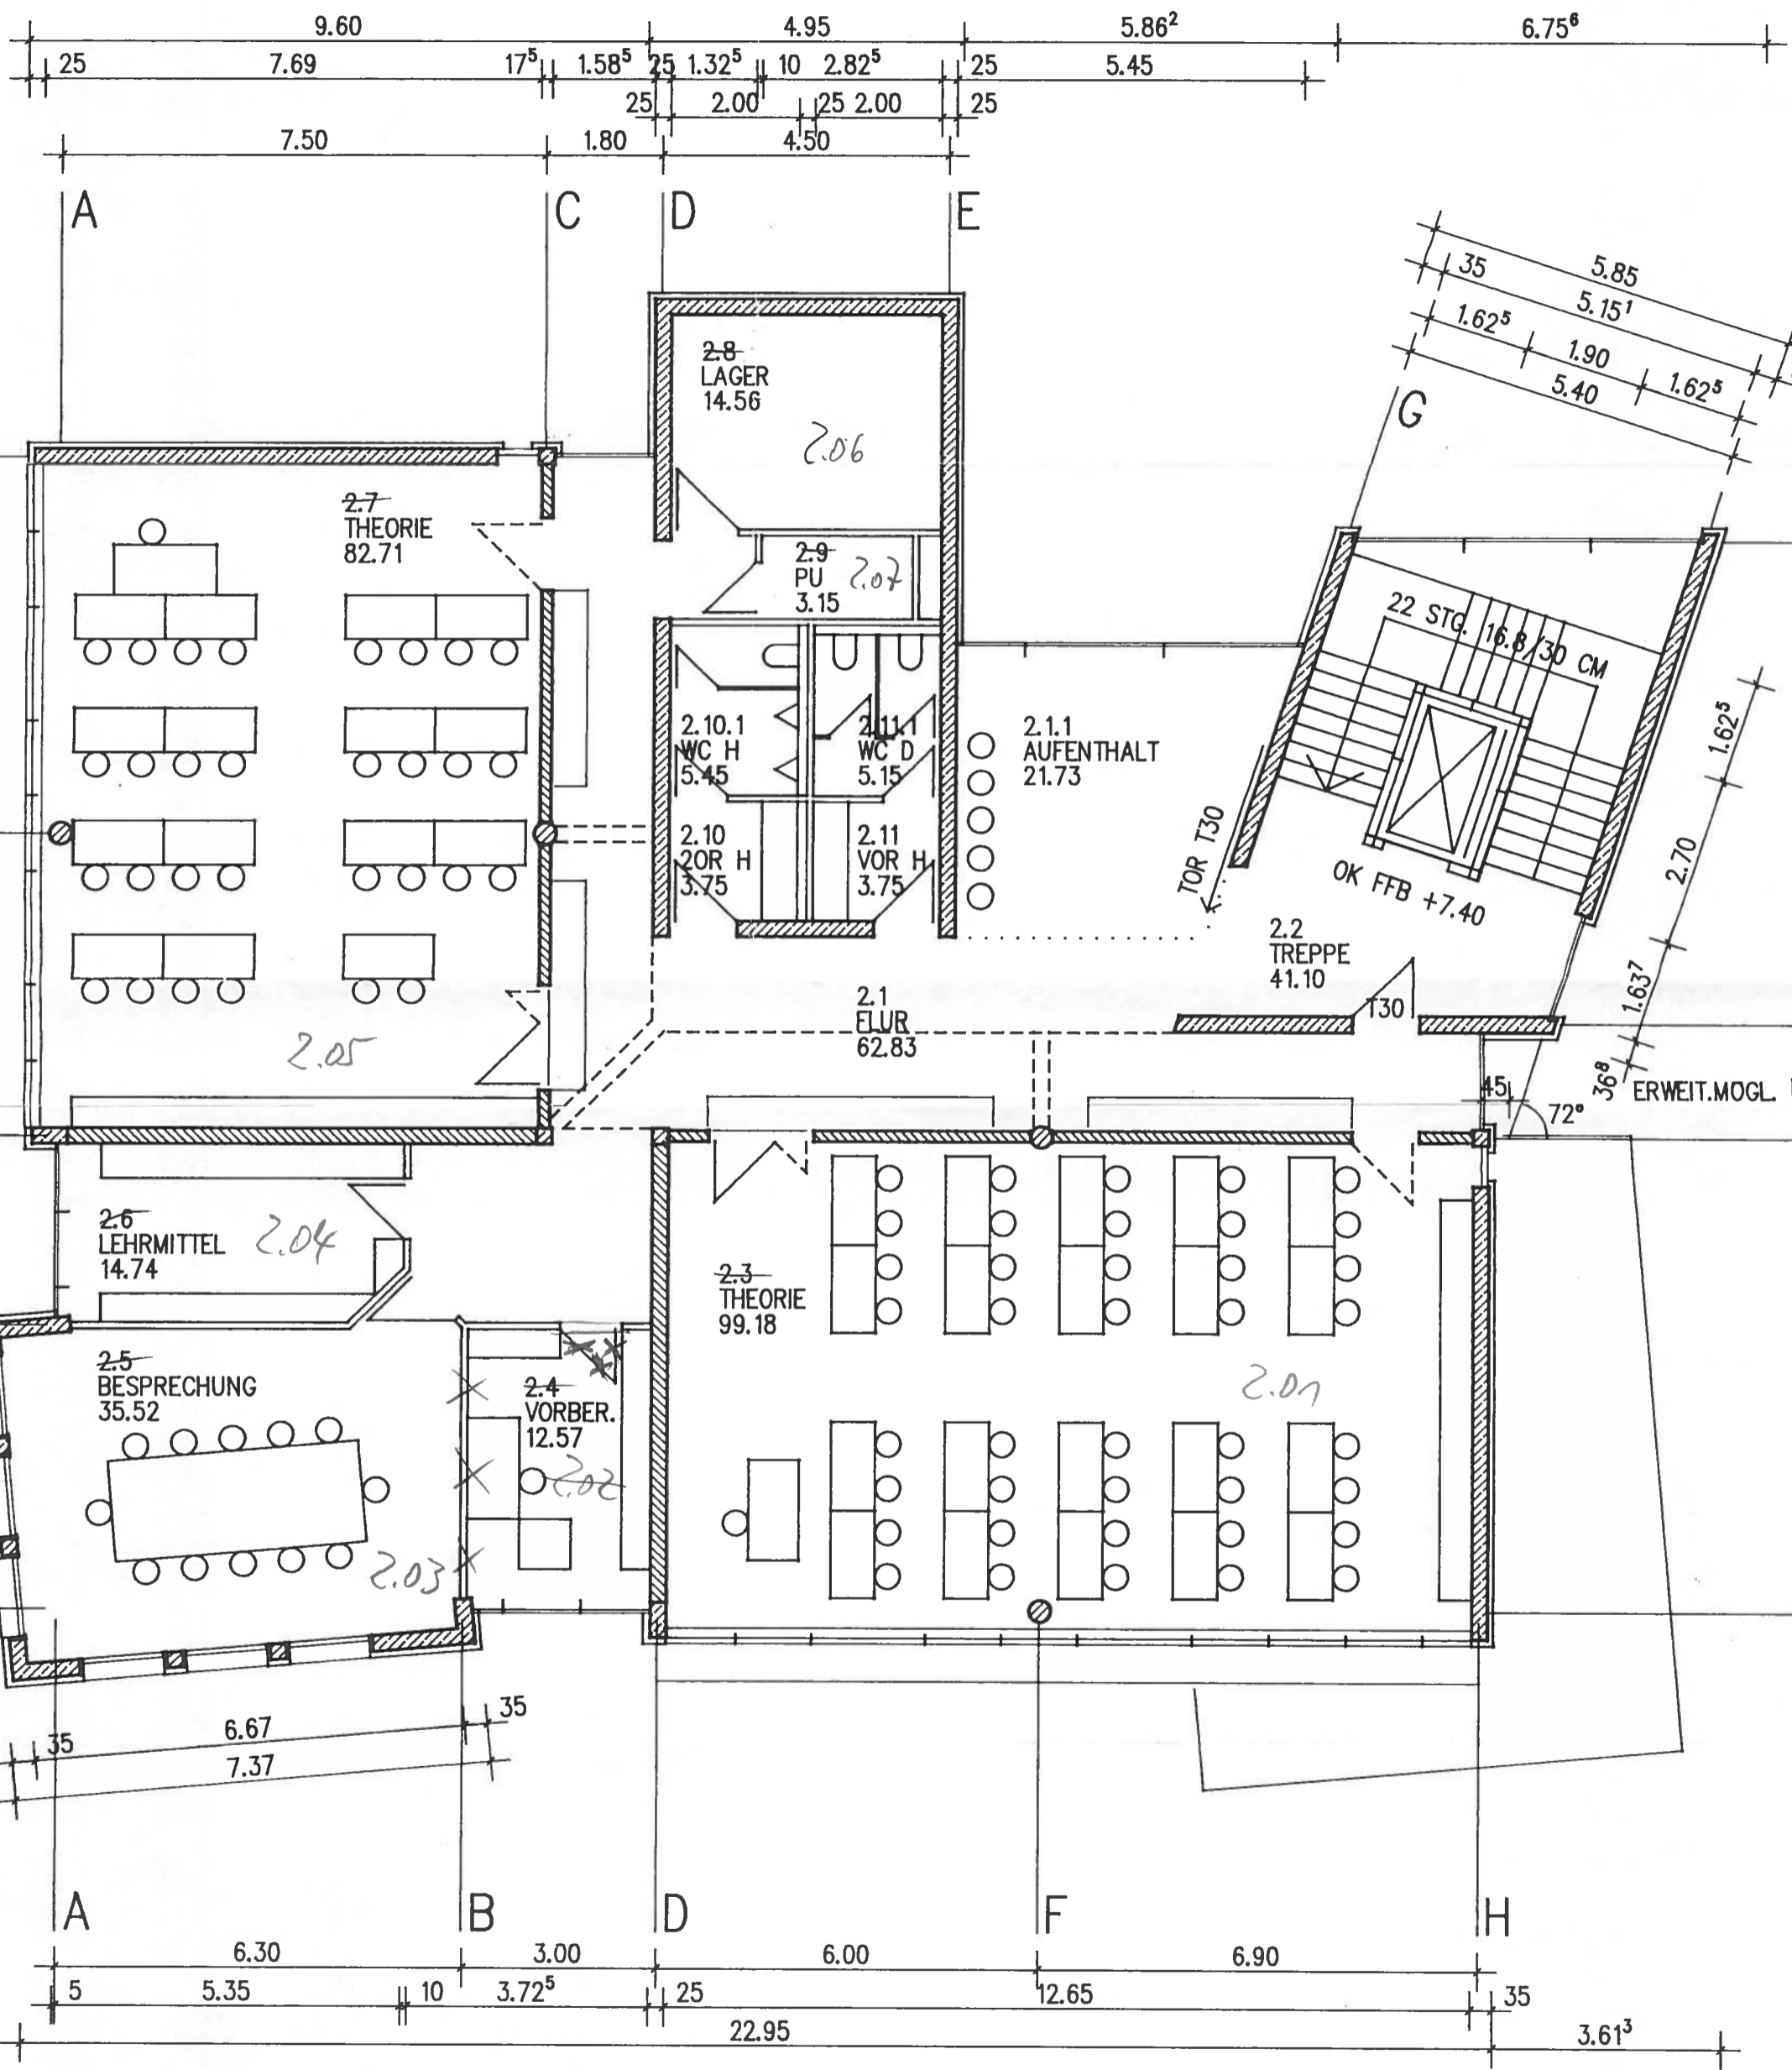 9.60 4.95 5.86² 6.75⁶
25 7.69 17⁵ 1.58⁵ 25 1.32⁵ 10 2.82⁵ 25 5.45
25 2.00 25 2.00 25
7.50 1.80 4.50
A C D E
35 5.85
5.15¹
1.62⁵ 1.90 1.62⁵
5.40
G
2.8
LAGER
14.56
2.06
2.7
THEORIE
82.71
2.05
2.9
PU
3.15
2.07
22 STG. 16.8/30 CM
2.10.1
WC H
5.45
2.11.1
WC D
5.15
2.1.1
AUFENTHALT
21.73
2.10
2OR H
3.75
2.11
VOR H
3.75
TOR T30
OK FFB +7.40
1.62⁵
2.70
1.63⁷
36⁸
2.2
TREPPE
41.10
T30
2.1
FLUR
62.83
45
72°
ERWEIT.MÖGL.
2.6
LEHRMITTEL
14.74
2.04
2.3
THEORIE
99.18
2.01
2.5
BESPRECHUNG
35.52
2.03
2.4
VORBER.
12.57
2.02
35 6.67 35
7.37
A B D F H
6.30 3.00 6.00 6.90
5 5.35 10 3.72⁵ 25 12.65 35
22.95 3.61³